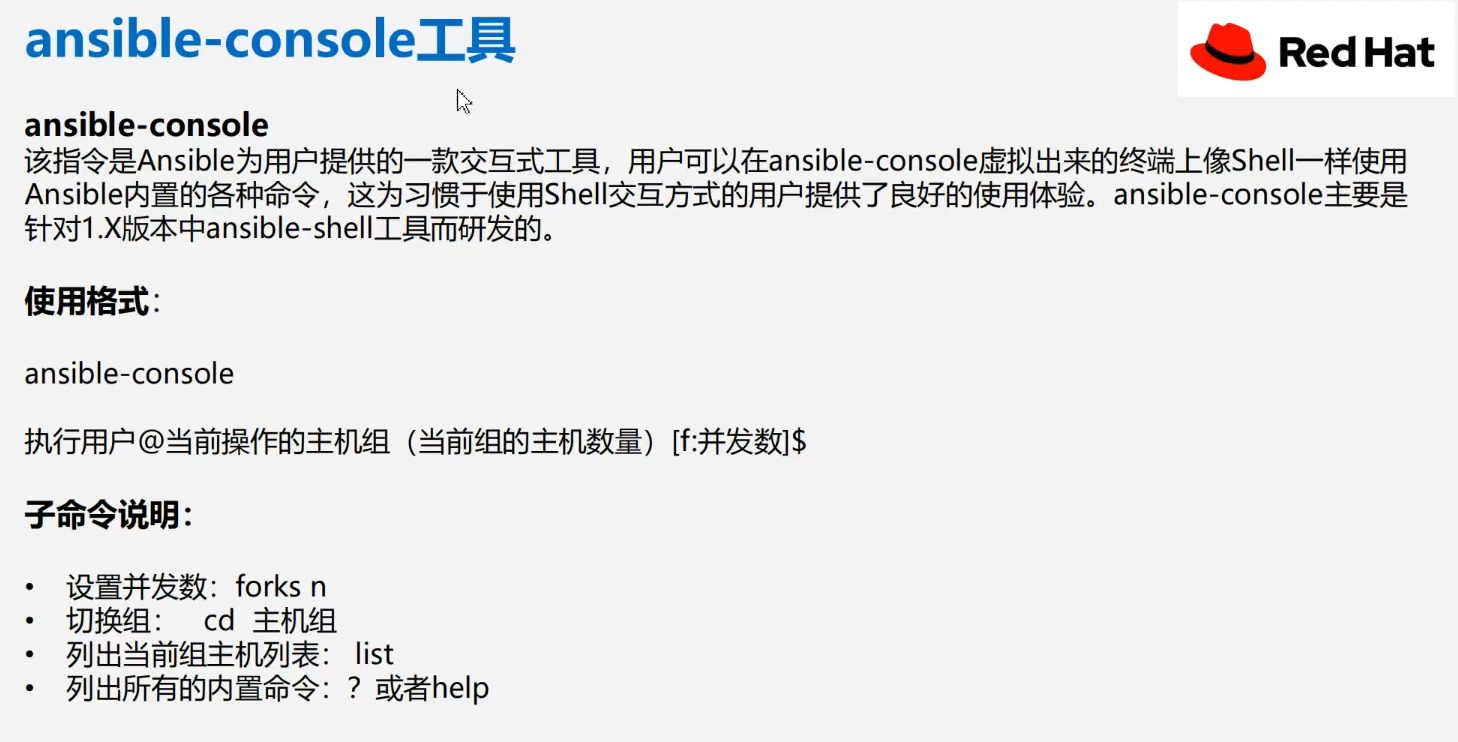 ansible-console工具
Red Hat
ansible-console
该指令是Ansible为用户提供的一款交互式工具，用户可以在ansible-console虚拟出来的终端上像Shell一样使用
Ansible内置的各种命令，这为习惯于使用Shell交互方式的用户提供了良好的使用体验。ansible-console主要是
针对1.X版本中ansible-shell工具而研发的。
使用格式：
ansible-console
执行用户@当前操作的主机组（当前组的主机数量）[f:并发数]$
子命令说明：
• 设置并发数：forks n
• 切换组： cd 主机组
• 列出当前组主机列表： list
• 列出所有的内置命令：？或者help